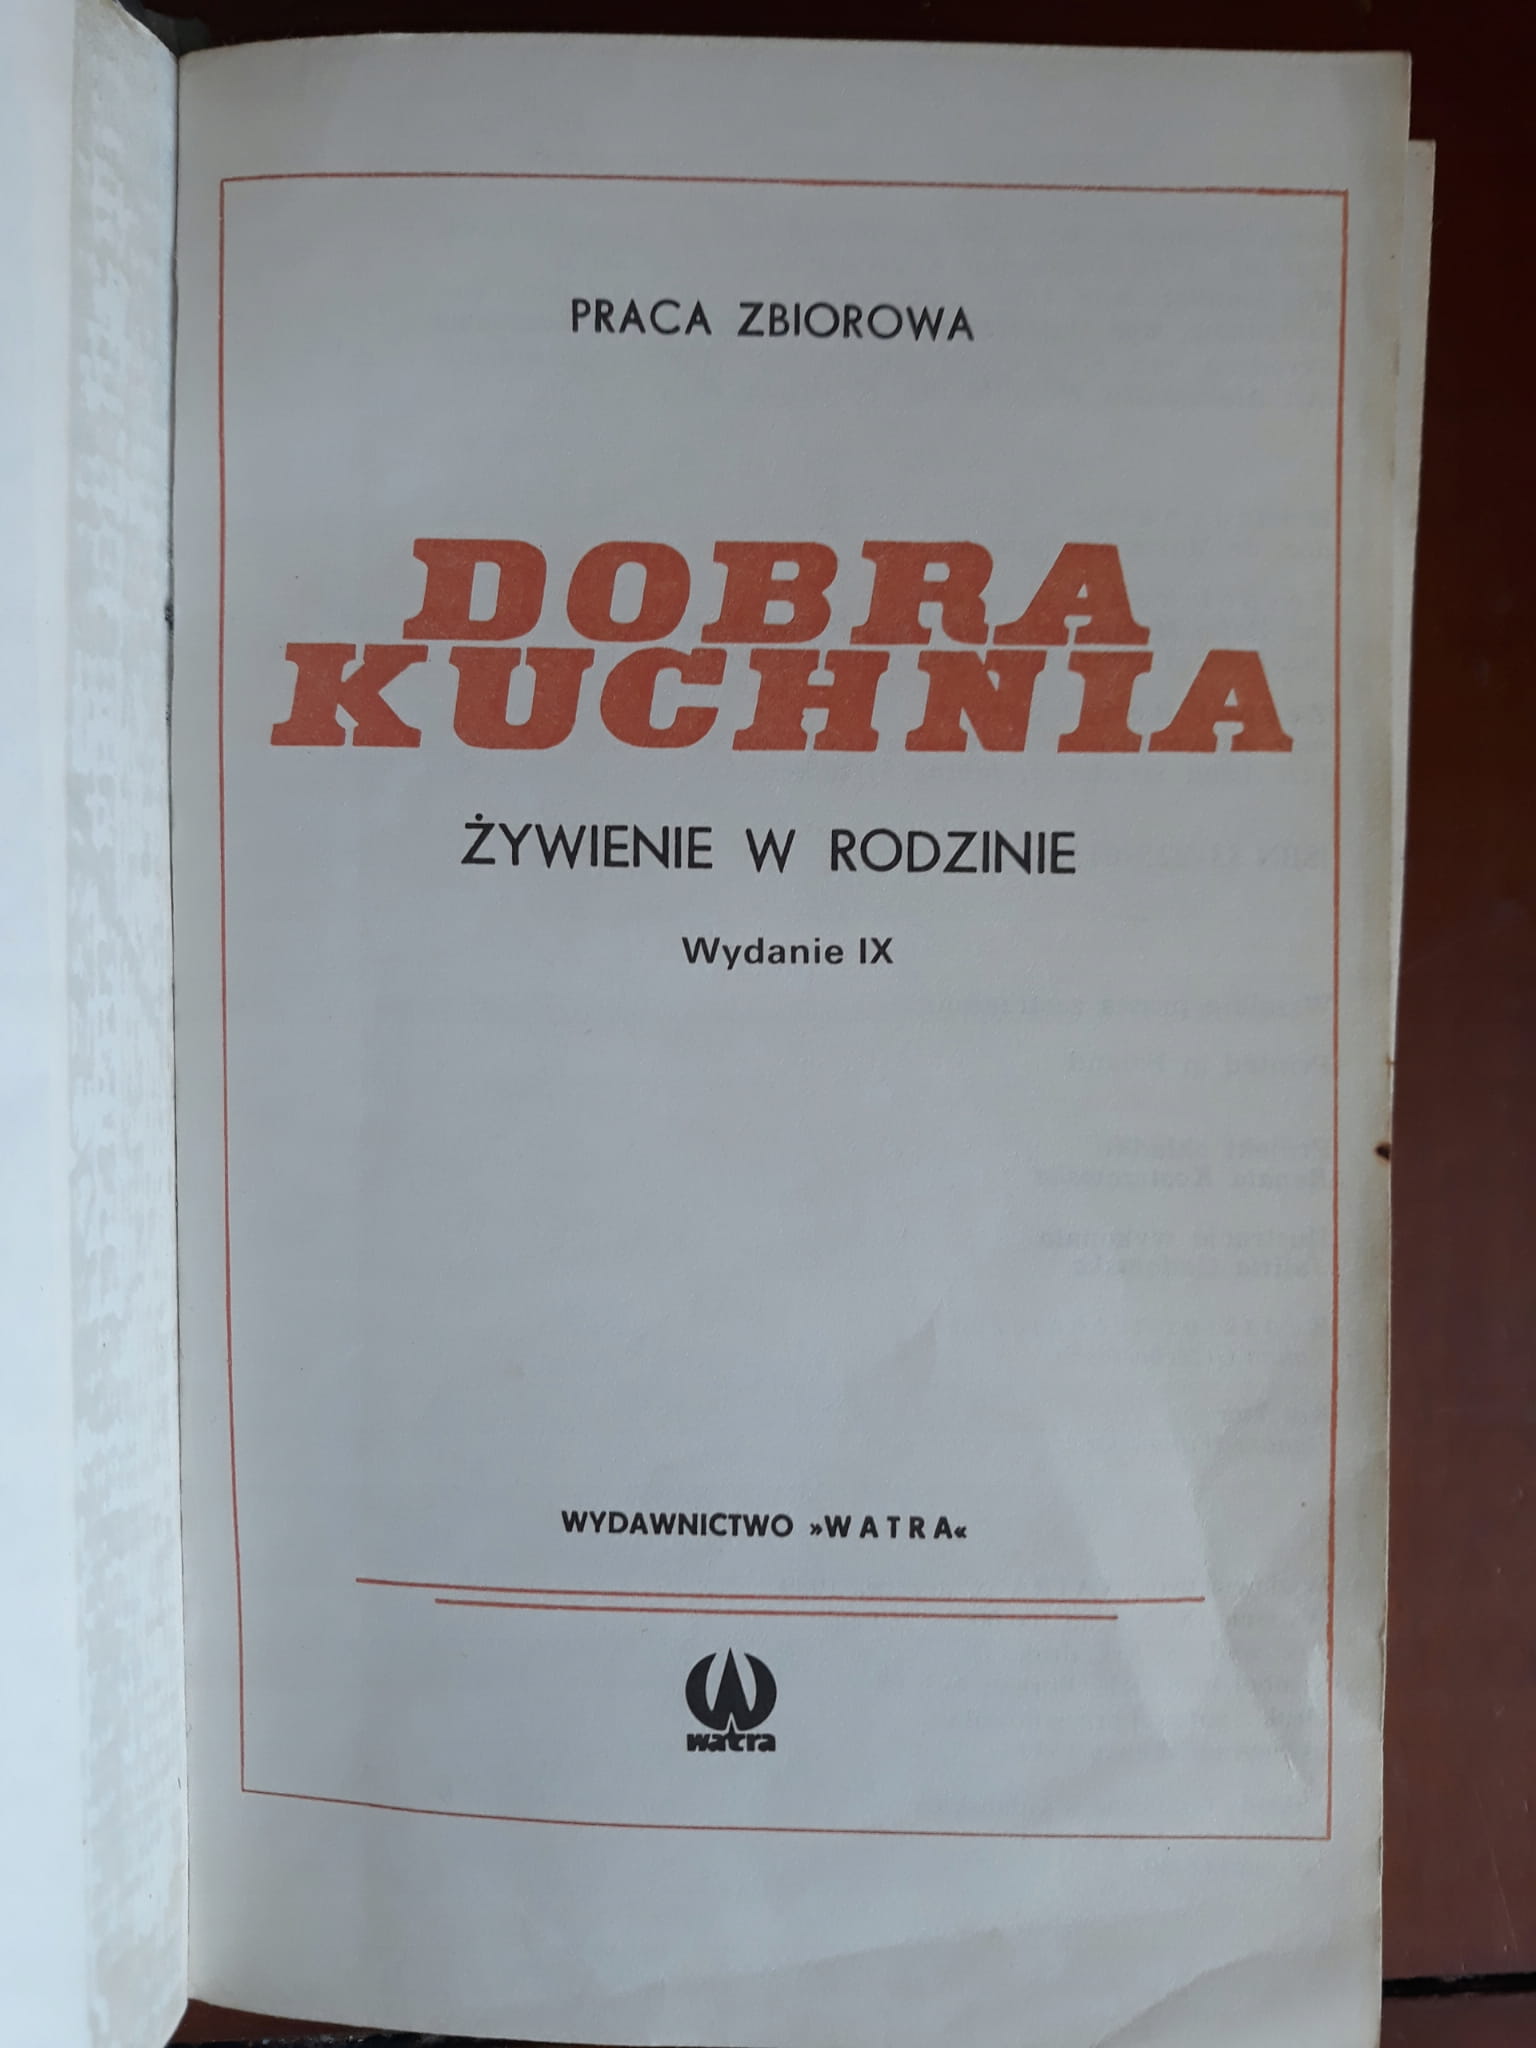 PRACA ZBIOROWA
DOBRA
KUCHNIA
ŻYWIENIE W RODZINIE
Wydanie IX
WYDAWNICTWO »WATRA«
watra